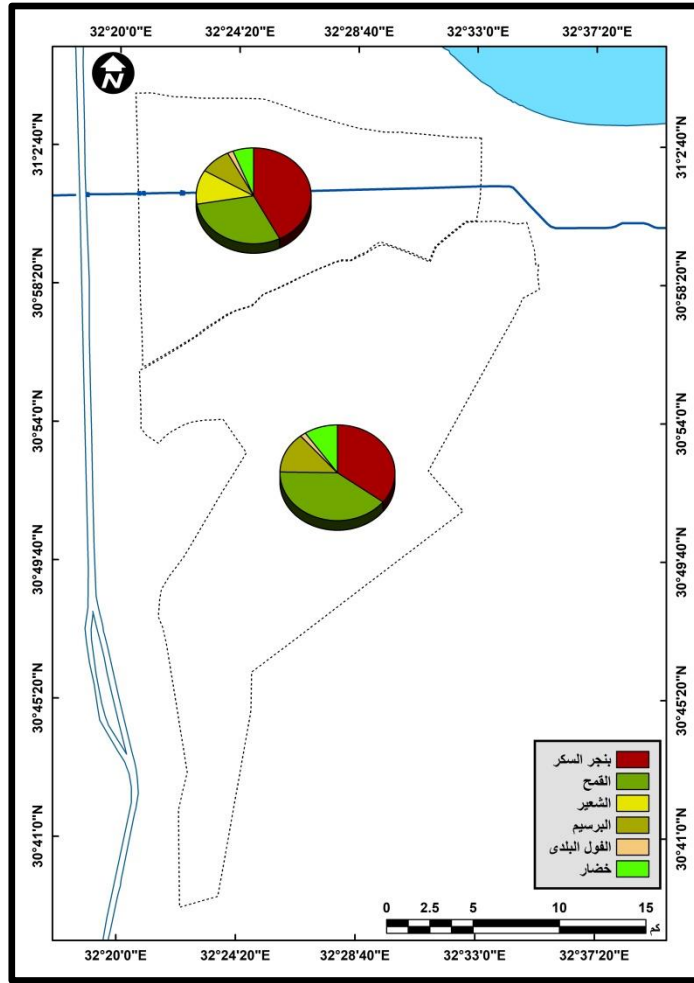 32°20'0"E 32°24'20"E 32°28'40"E 32°33'0"E 32°37'20"E
N
31°2'40"N 31°2'40"N
30°58'20"N 30°58'20"N
30°54'0"N 30°54'0"N
30°49'40"N 30°49'40"N
30°45'20"N 30°45'20"N
30°41'0"N 30°41'0"N
بنجر السكر
القمح
الشعير
البرسيم
الفول البلدى
خضار
0 2.5 5 10 15
كم
32°20'0"E 32°24'20"E 32°28'40"E 32°33'0"E 32°37'20"E